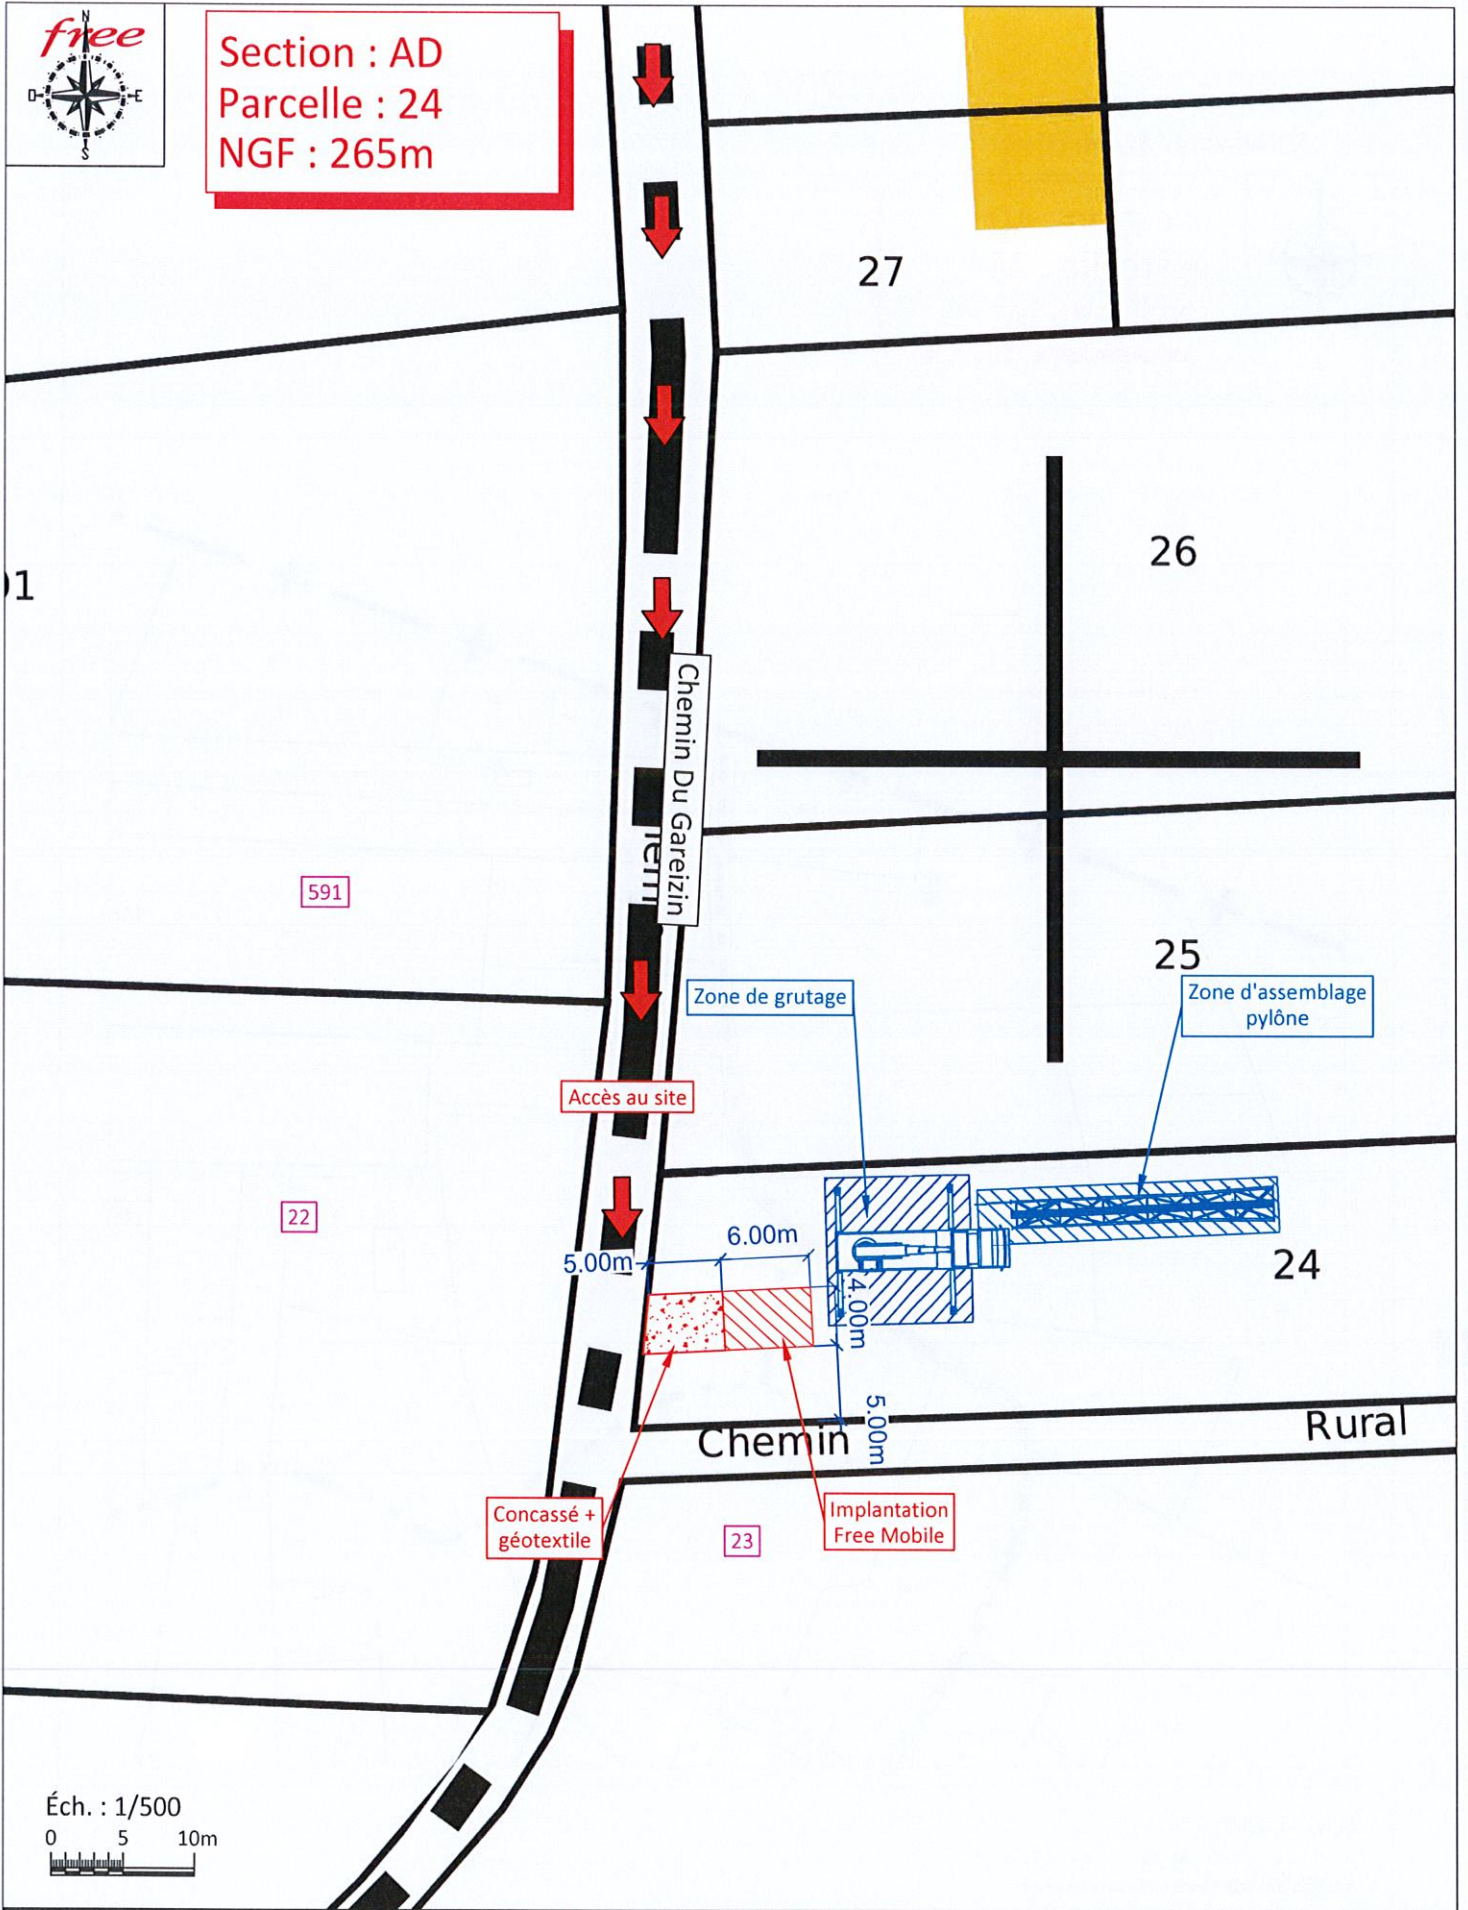 free
N
O
E
S
Section : AD
Parcelle : 24
NGF : 265m
27
26
Chemin Du Gareizin
591
25
Zone de grutage
Zone d'assemblage
pylône
Accès au site
22
6.00m
5.00m
24
4.00m
5.00m
Chemin
Rural
Concassé +
géotextile
Implantation
Free Mobile
23
Éch. : 1/500
0 5 10m